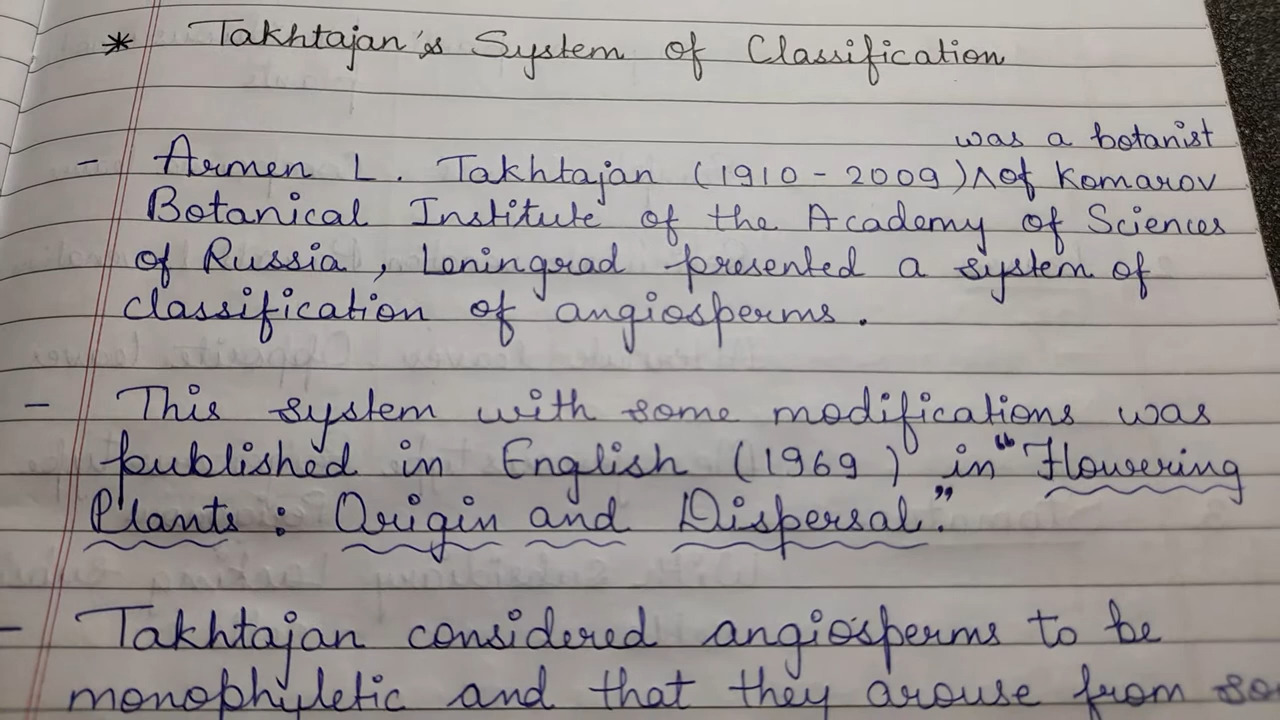 * Takhtajan's System of Classification
was a botanist
- Armen L. Takhtajan (1910 - 2009) ∧ of Komarov
Botanical Institute of the Academy of Sciences
of Russia, Leningrad presented a system of
classification of angiosperms.
- This system with some modifications was
published in English (1969) in "Flowering
Plants : Origin and Dispersal."
- Takhtajan considered angiosperms to be
monophyletic and that they arouse from so